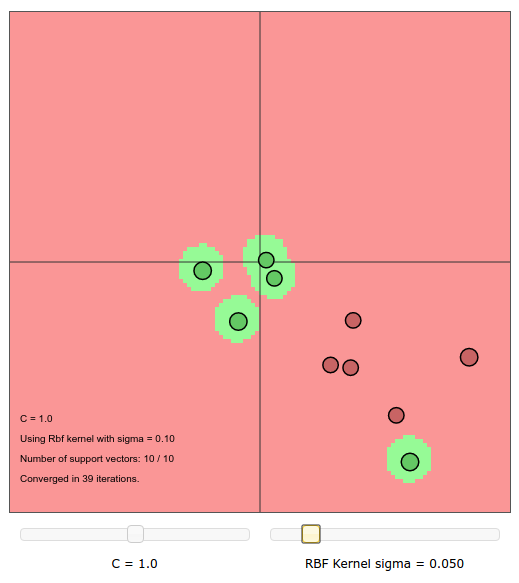 C = 1.0
Using Rbf kernel with sigma = 0.10
Number of support vectors: 10 / 10
Converged in 39 iterations.
C = 1.0
RBF Kernel sigma = 0.050